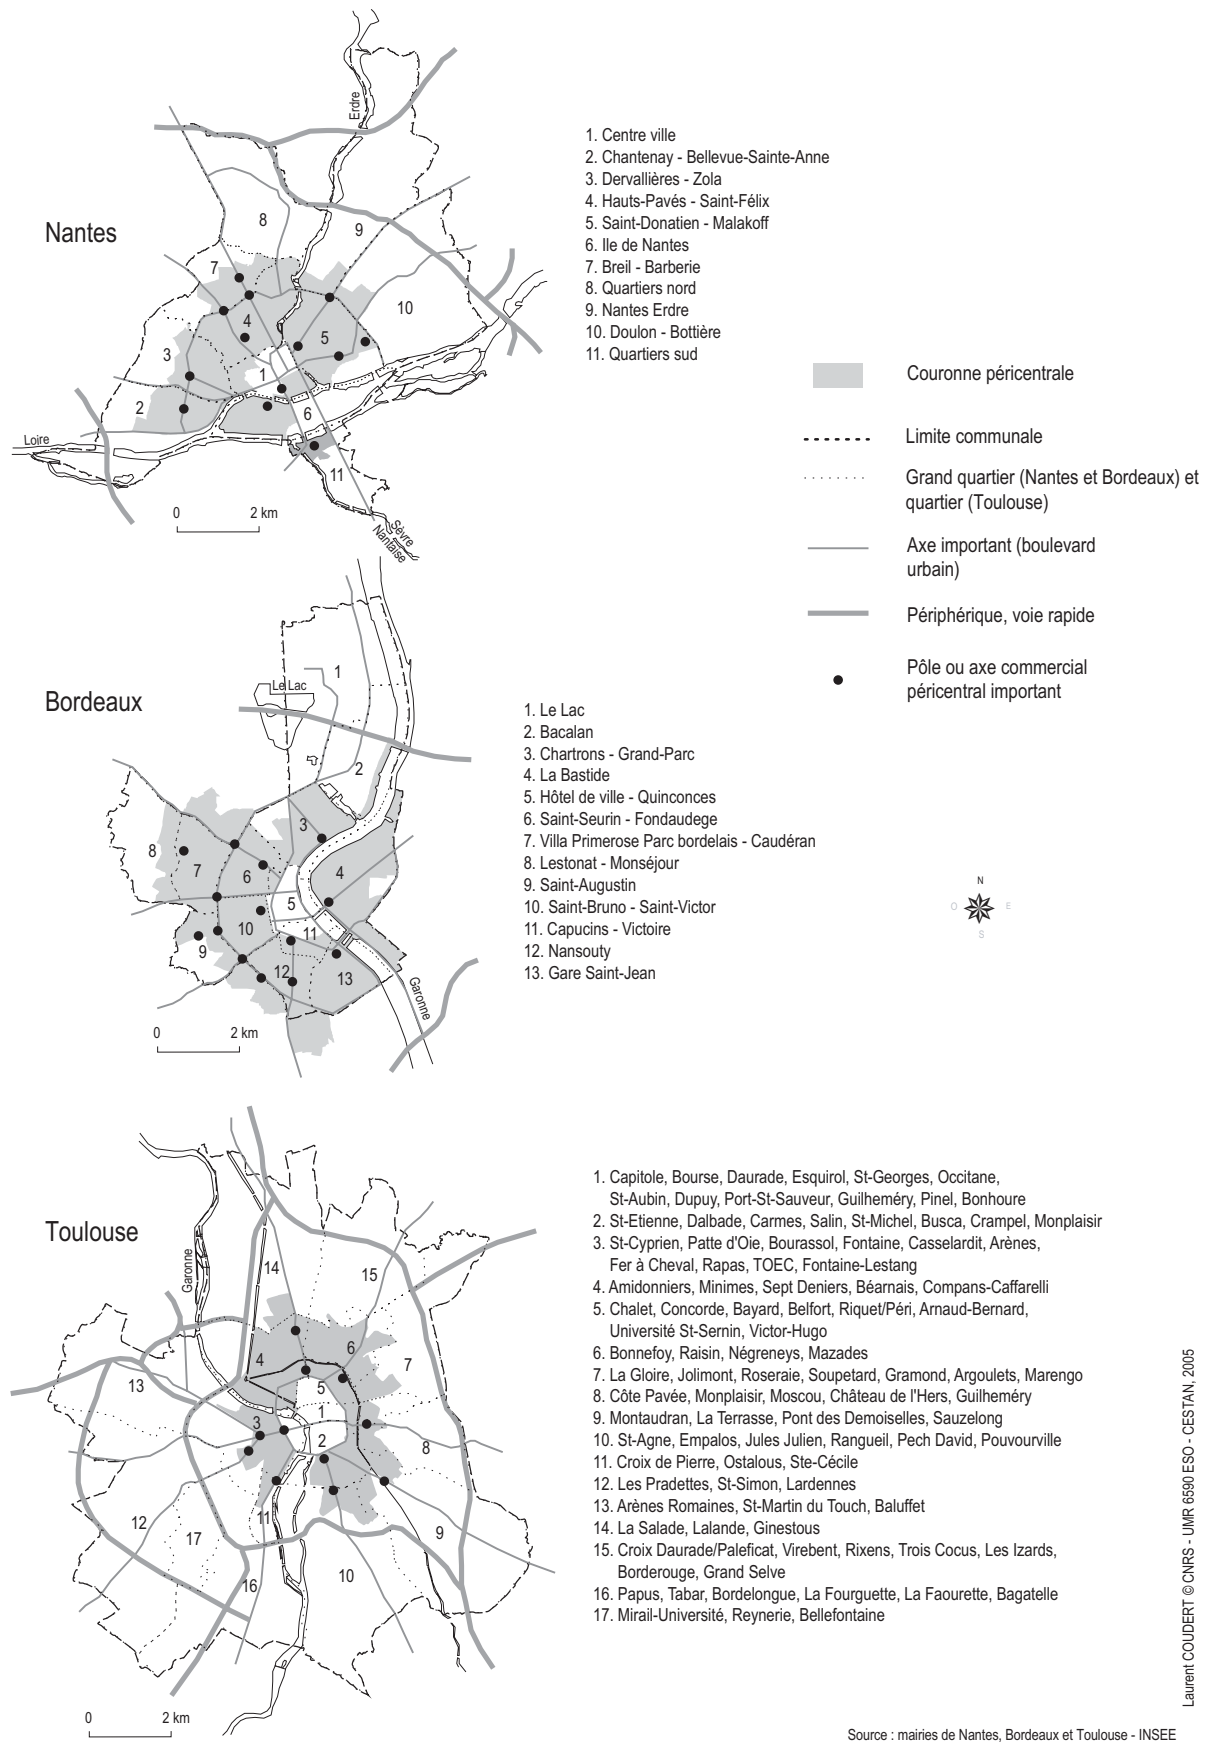 Nantes
Erdre
8
9
7
10
4
5
3
1
2
6
11
Loire
Sèvre
Nantaise
0 2 km
1. Centre ville
2. Chantenay - Bellevue-Sainte-Anne
3. Dervallières - Zola
4. Hauts-Pavés - Saint-Félix
5. Saint-Donatien - Malakoff
6. Ile de Nantes
7. Breil - Barberie
8. Quartiers nord
9. Nantes Erdre
10. Doulon - Bottière
11. Quartiers sud
Couronne péricentrale
Limite communale
Grand quartier (Nantes et Bordeaux) et
quartier (Toulouse)
Axe important (boulevard
urbain)
Périphérique, voie rapide
Pôle ou axe commercial
péricentral important
Bordeaux
1
Le Lac
2
3
8
7
6
4
5
10
11
9
12
13
Garonne
0 2 km
1. Le Lac
2. Bacalan
3. Chartrons - Grand-Parc
4. La Bastide
5. Hôtel de ville - Quinconces
6. Saint-Seurin - Fondaudege
7. Villa Primerose Parc bordelais - Caudéran
8. Lestonat - Monséjour
9. Saint-Augustin
10. Saint-Bruno - Saint-Victor
11. Capucins - Victoire
12. Nansouty
13. Gare Saint-Jean
N
O E
S
Toulouse
Garonne
14
15
6
4
7
13
5
1
3
2
8
11
12
17
9
10
16
0 2 km
1. Capitole, Bourse, Daurade, Esquirol, St-Georges, Occitane,
St-Aubin, Dupuy, Port-St-Sauveur, Guilheméry, Pinel, Bonhoure
2. St-Etienne, Dalbade, Carmes, Salin, St-Michel, Busca, Crampel, Monplaisir
3. St-Cyprien, Patte d'Oie, Bourassol, Fontaine, Casselardit, Arènes,
Fer à Cheval, Rapas, TOEC, Fontaine-Lestang
4. Amidonniers, Minimes, Sept Deniers, Béarnais, Compans-Caffarelli
5. Chalet, Concorde, Bayard, Belfort, Riquet/Péri, Arnaud-Bernard,
Université St-Sernin, Victor-Hugo
6. Bonnefoy, Raisin, Négreneys, Mazades
7. La Gloire, Jolimont, Roseraie, Soupetard, Gramond, Argoulets, Marengo
8. Côte Pavée, Monplaisir, Moscou, Château de l'Hers, Guilheméry
9. Montaudran, La Terrasse, Pont des Demoiselles, Sauzelong
10. St-Agne, Empalos, Jules Julien, Rangueil, Pech David, Pouvourville
11. Croix de Pierre, Ostalous, Ste-Cécile
12. Les Pradettes, St-Simon, Lardennes
13. Arènes Romaines, St-Martin du Touch, Baluffet
14. La Salade, Lalande, Ginestous
15. Croix Daurade/Paleficat, Virebent, Rixens, Trois Cocus, Les Izards,
Borderouge, Grand Selve
16. Papus, Tabar, Bordelongue, La Fourguette, La Faourette, Bagatelle
17. Mirail-Université, Reynerie, Bellefontaine
Laurent COUDERT © CNRS - UMR 6590 ESO - CESTAN, 2005
Source : mairies de Nantes, Bordeaux et Toulouse - INSEE